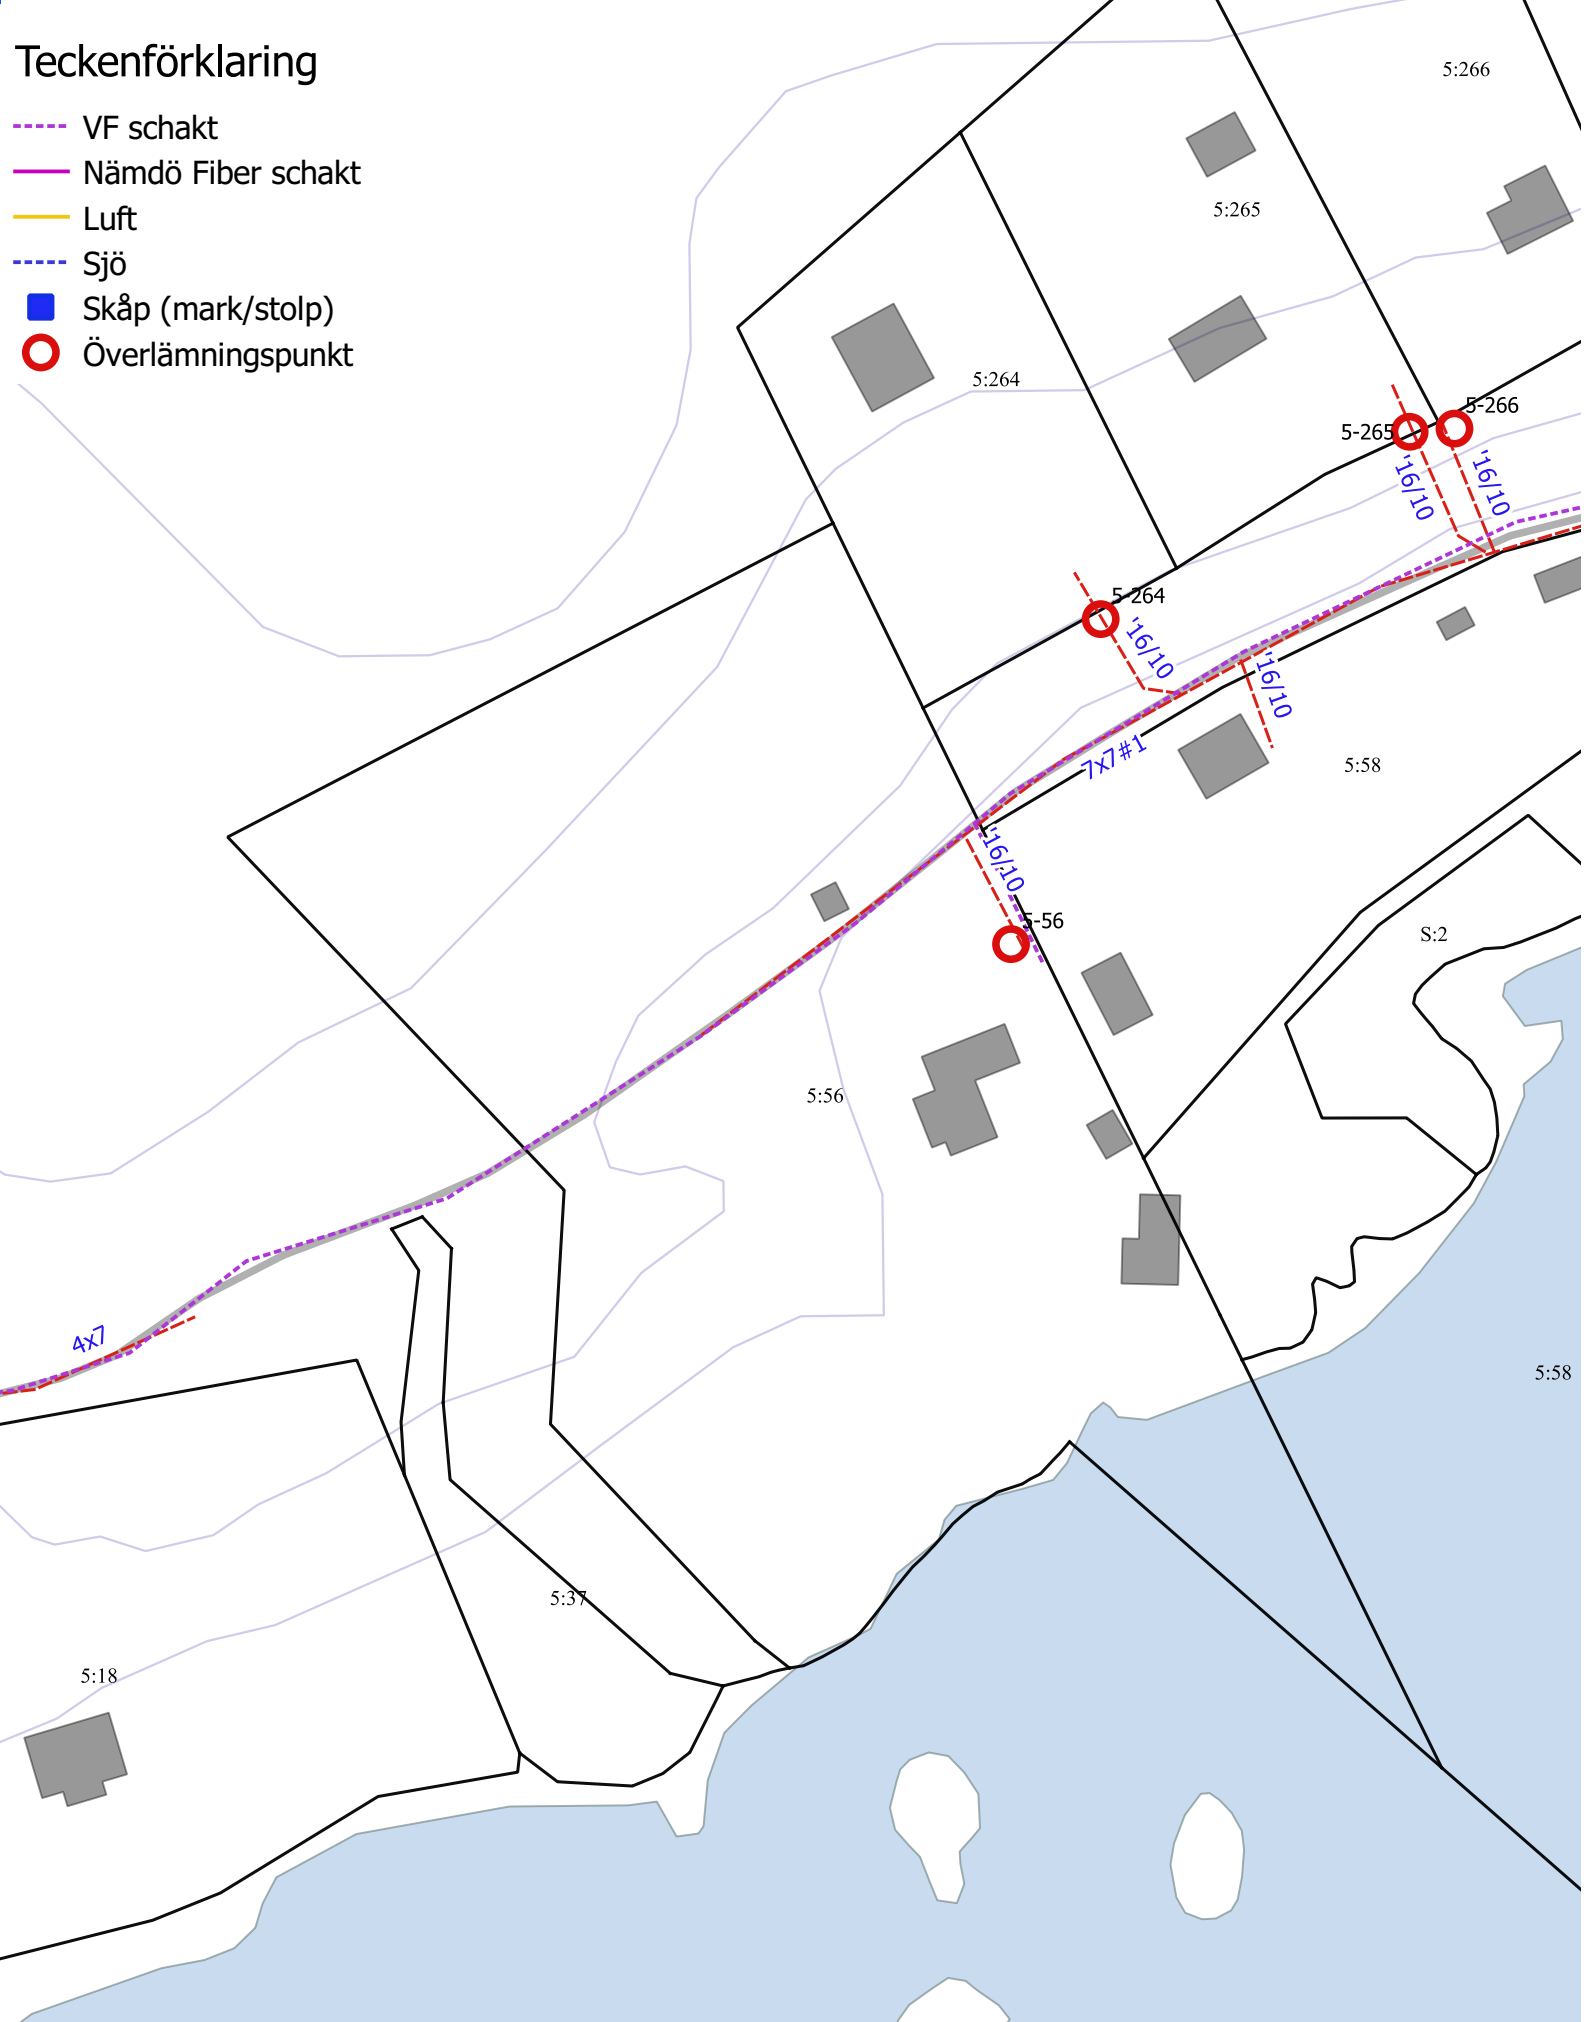 Teckenförklaring
VF schakt
Nämdö Fiber schakt
Luft
Sjö
Skåp (mark/stolp)
Överlämningspunkt
5:266
5:265
5:264
5-266
5-265
'16/10
'16/10
5-264
'16/10
'16/10
7x7#1
5:58
'16/10
5-56
S:2
5:56
4x7
5:58
5:37
5:18